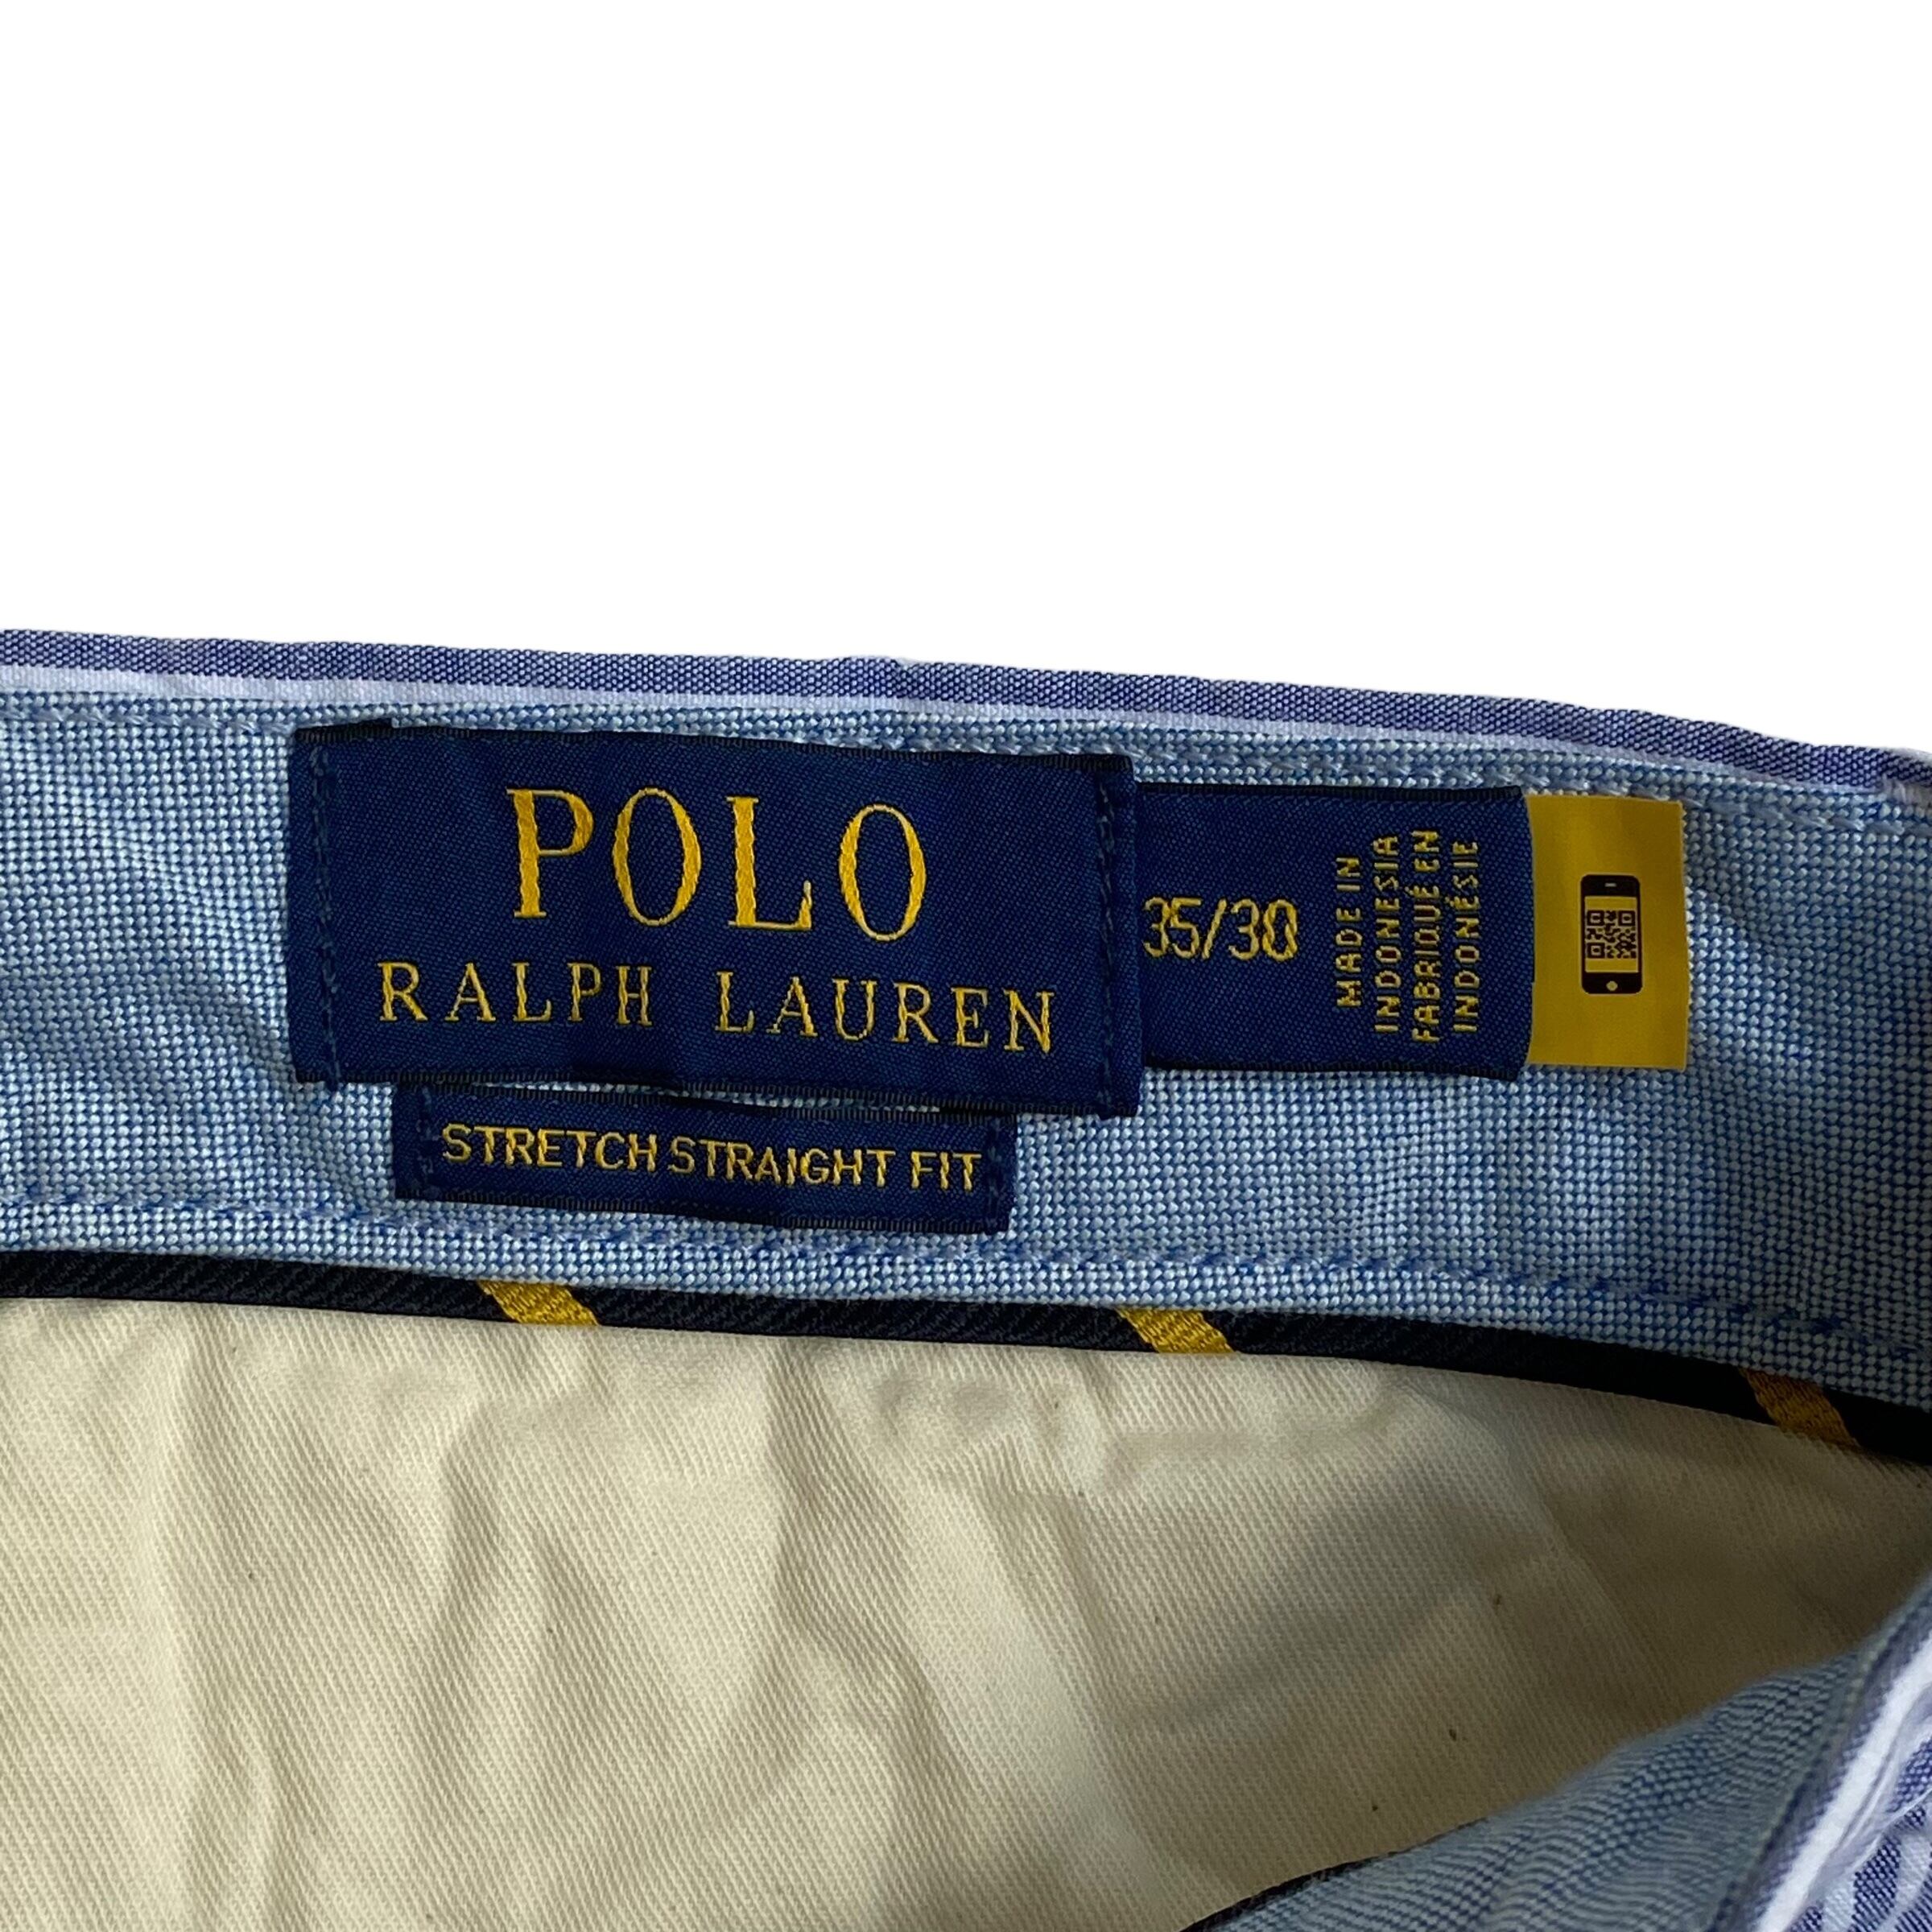 POLO
RALPH LAUREN
STRETCH STRAIGHT FIT
35/30
MADE IN
INDONESIA
FABRIQUÉ EN
INDONÉSIE